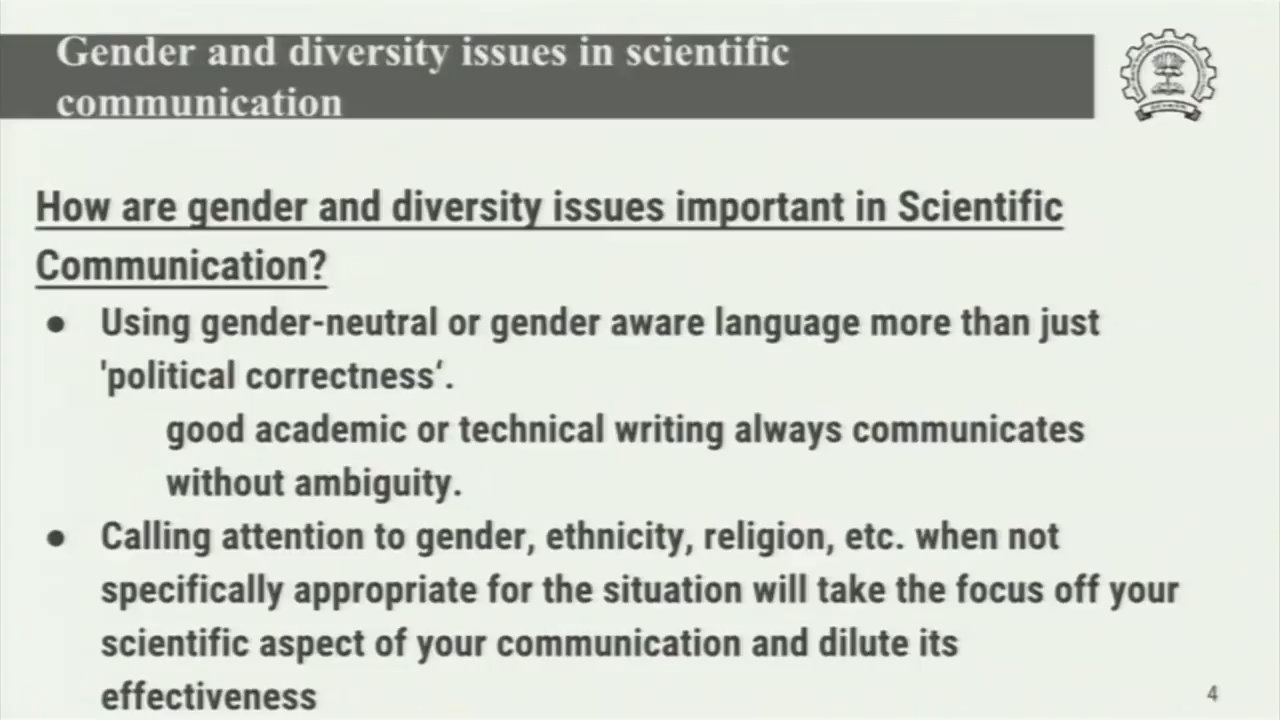 Gender and diversity issues in scientific
communication
How are gender and diversity issues important in Scientific
Communication?
● Using gender-neutral or gender aware language more than just
'political correctness‘.
good academic or technical writing always communicates
without ambiguity.
● Calling attention to gender, ethnicity, religion, etc. when not
specifically appropriate for the situation will take the focus off your
scientific aspect of your communication and dilute its
effectiveness
4